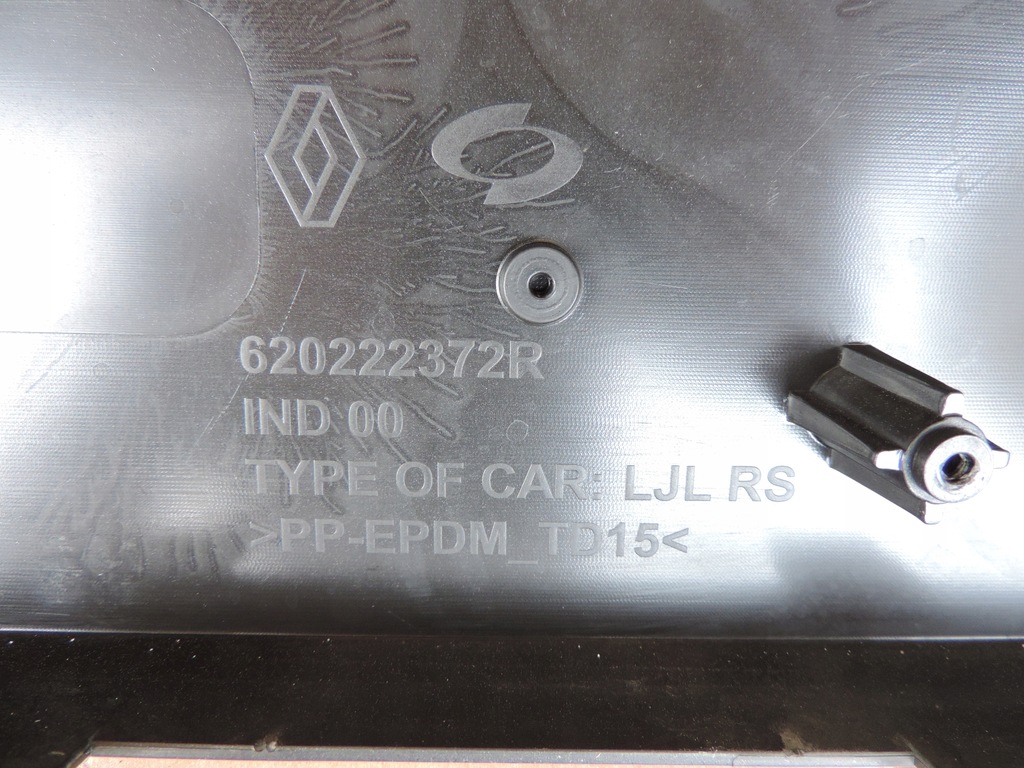 620222372R
IND 00
TYPE OF CAR: LJL RS
>PP-EPDM_TD15<